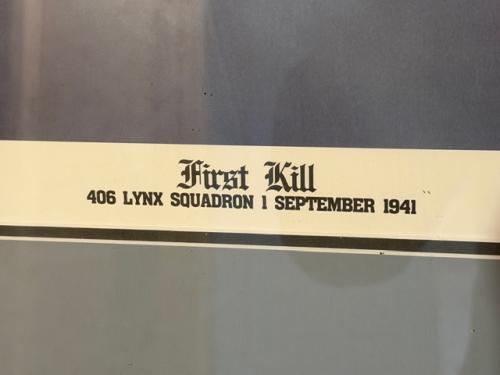 First Kill
406 LYNX SQUADRON 1 SEPTEMBER 1941